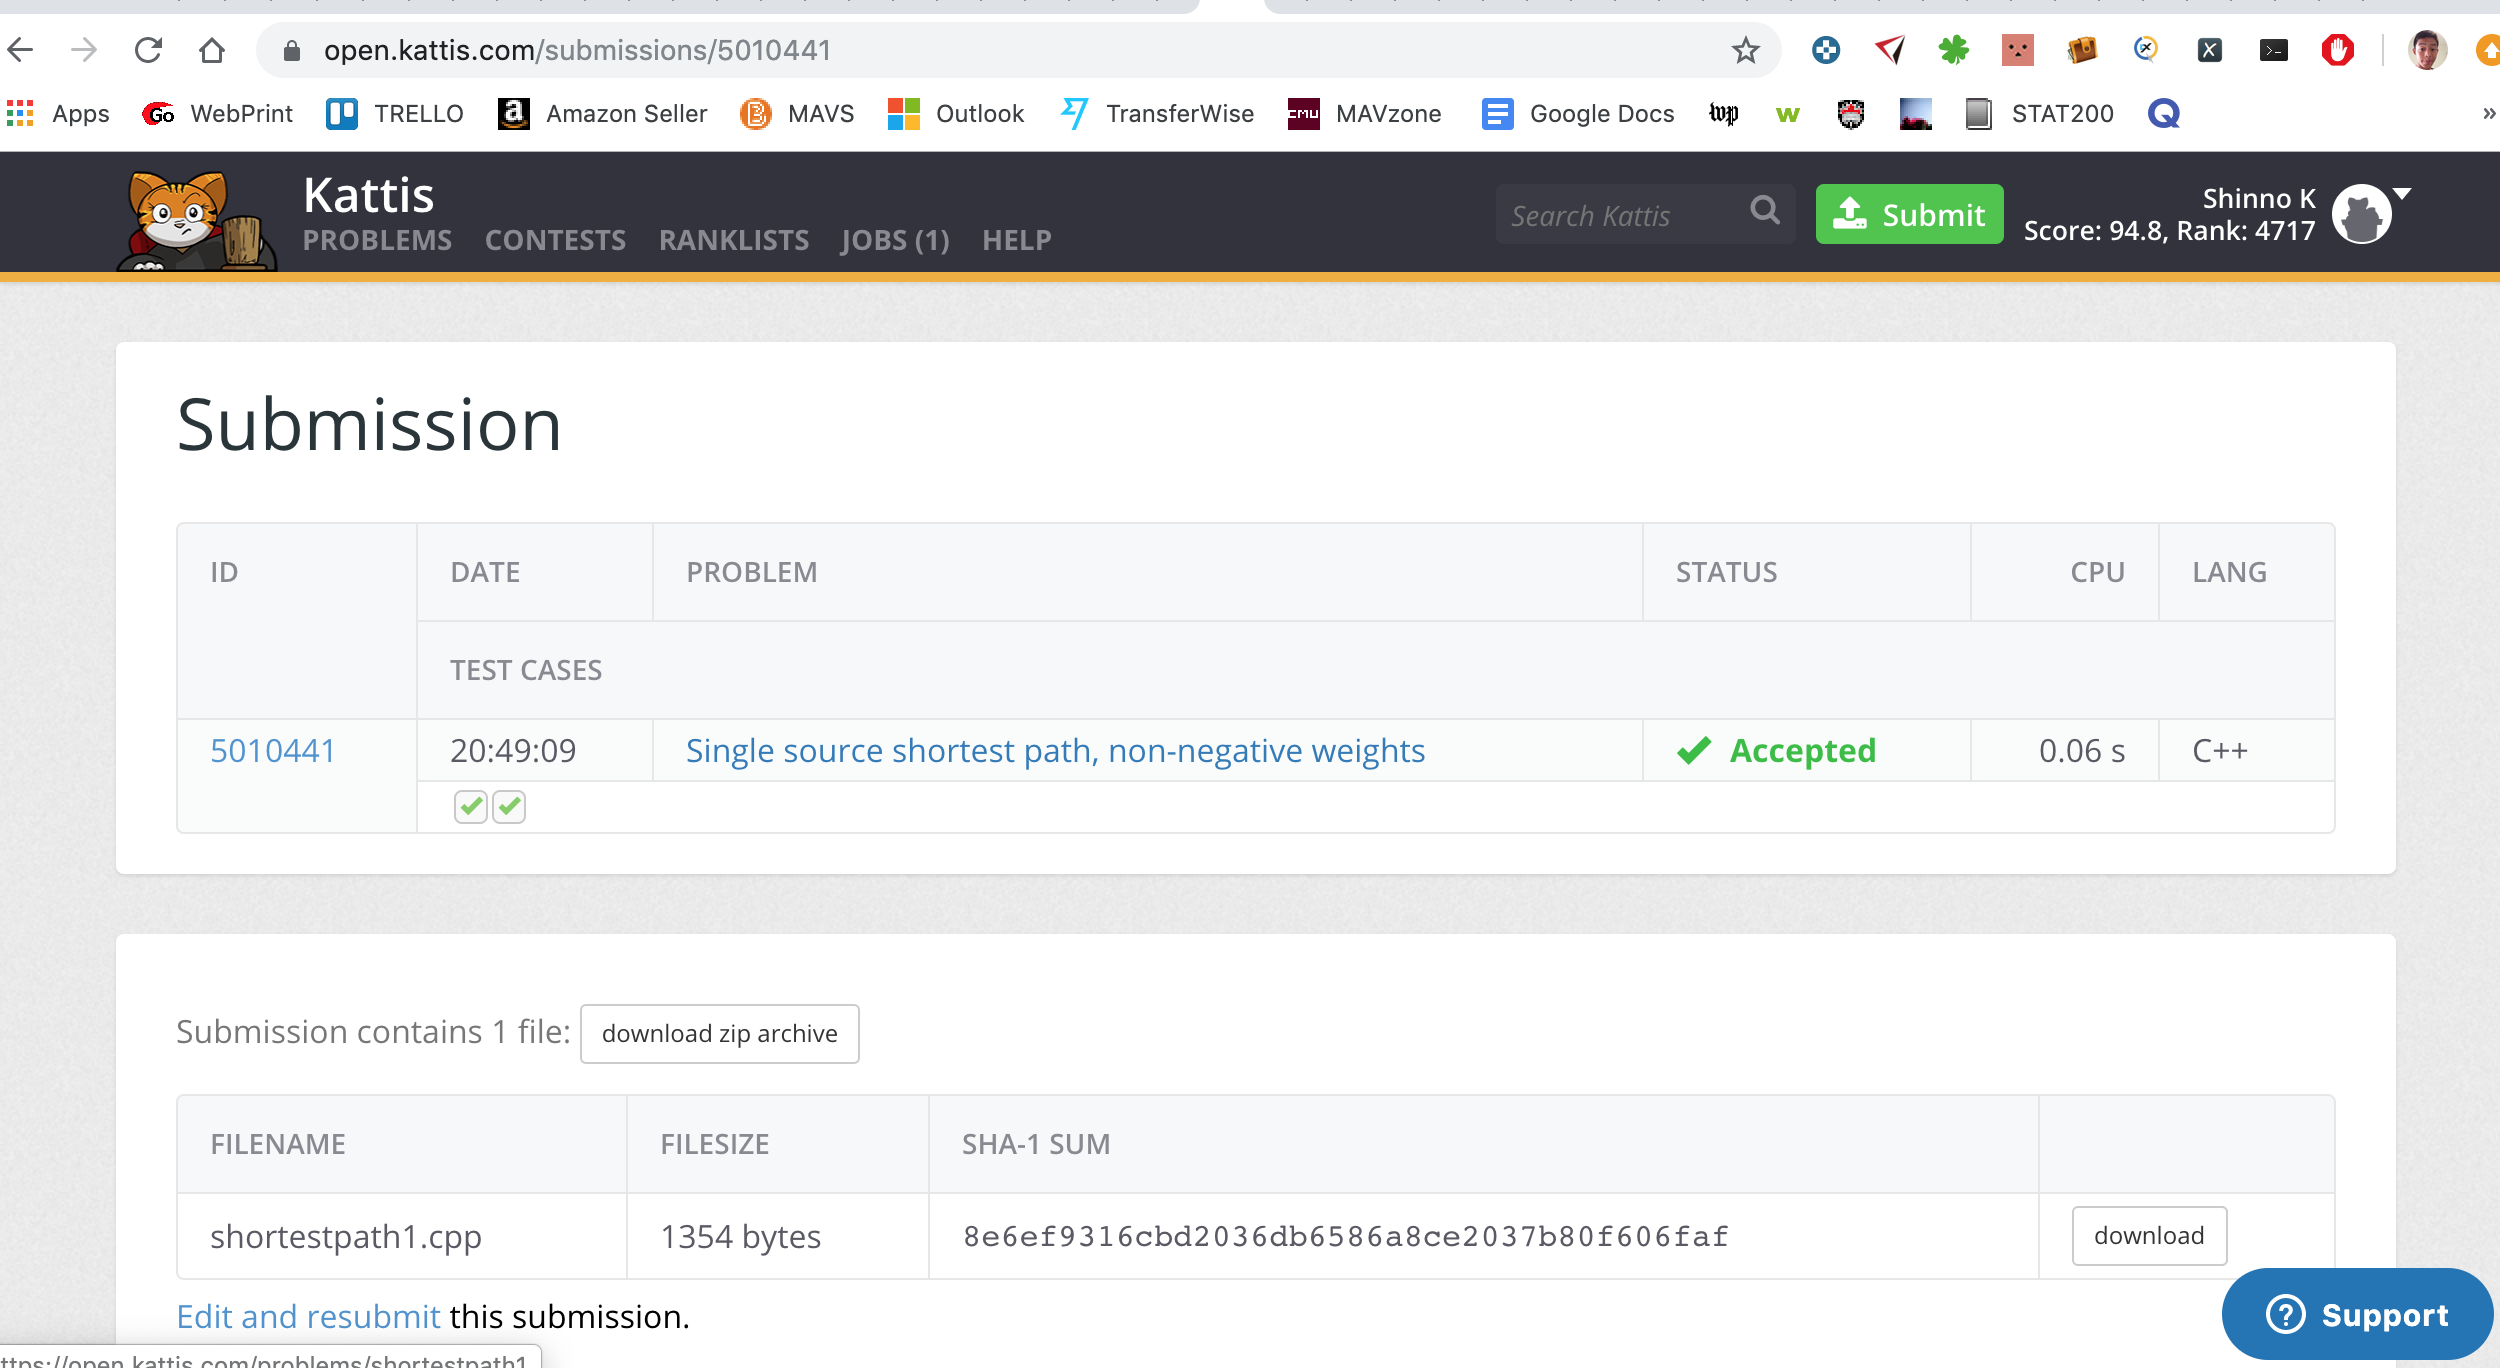 open.kattis.com/submissions/5010441
Apps WebPrint TRELLO Amazon Seller MAVS Outlook TransferWise CMU MAVzone Google Docs wp w STAT200 »
Kattis
PROBLEMS CONTESTS RANKLISTS JOBS (1) HELP
Search Kattis
Submit
Shinno K
Score: 94.8, Rank: 4717
Submission
ID DATE PROBLEM STATUS CPU LANG
TEST CASES
5010441 20:49:09 Single source shortest path, non-negative weights Accepted 0.06 s C++
Submission contains 1 file: download zip archive
FILENAME FILESIZE SHA-1 SUM
shortestpath1.cpp 1354 bytes 8e6ef9316cbd2036db6586a8ce2037b80f606faf download
Edit and resubmit this submission.
Support
ttps://open.kattis.com/problems/shortestpath1